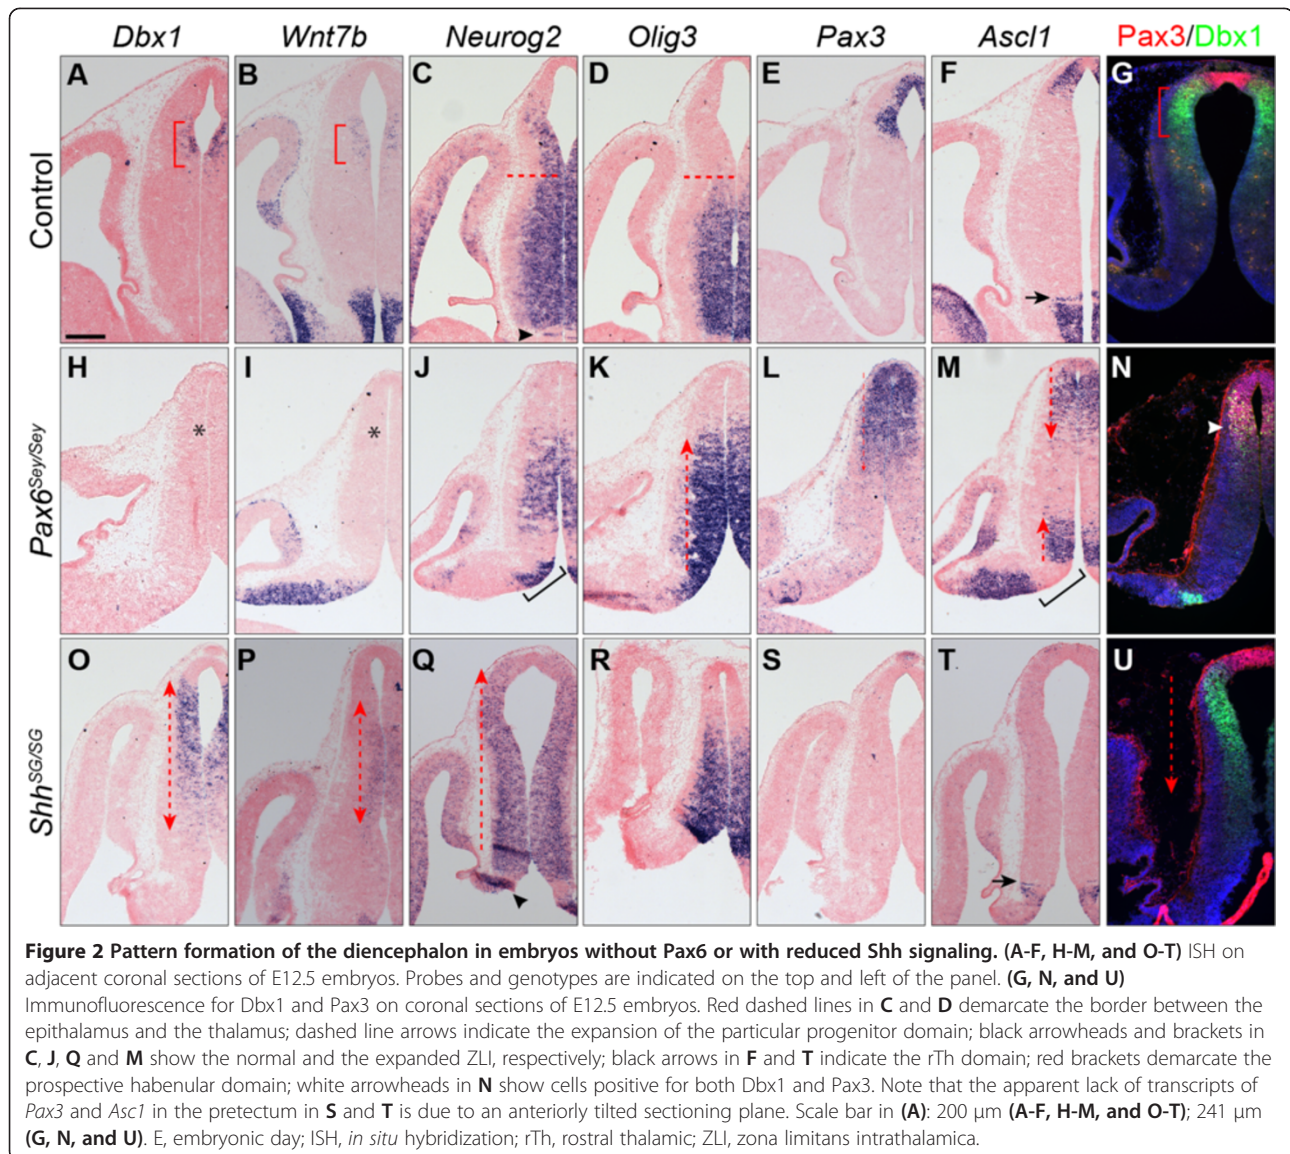 Dbx1 Wnt7b Neurog2 Olig3 Pax3 Ascl1 Pax3/Dbx1
Control
A B C D E F G
Pax6Sey/Sey
H I J K L M N
* *
ShhSG/SG
O P Q R S T U
Figure 2 Pattern formation of the diencephalon in embryos without Pax6 or with reduced Shh signaling. (A-F, H-M, and O-T) ISH on
adjacent coronal sections of E12.5 embryos. Probes and genotypes are indicated on the top and left of the panel. (G, N, and U)
Immunofluorescence for Dbx1 and Pax3 on coronal sections of E12.5 embryos. Red dashed lines in C and D demarcate the border between the
epithalamus and the thalamus; dashed line arrows indicate the expansion of the particular progenitor domain; black arrowheads and brackets in
C, J, Q and M show the normal and the expanded ZLI, respectively; black arrows in F and T indicate the rTh domain; red brackets demarcate the
prospective habenular domain; white arrowheads in N show cells positive for both Dbx1 and Pax3. Note that the apparent lack of transcripts of
Pax3 and Asc1 in the pretectum in S and T is due to an anteriorly tilted sectioning plane. Scale bar in (A): 200 μm (A-F, H-M, and O-T); 241 μm
(G, N, and U). E, embryonic day; ISH, in situ hybridization; rTh, rostral thalamic; ZLI, zona limitans intrathalamica.